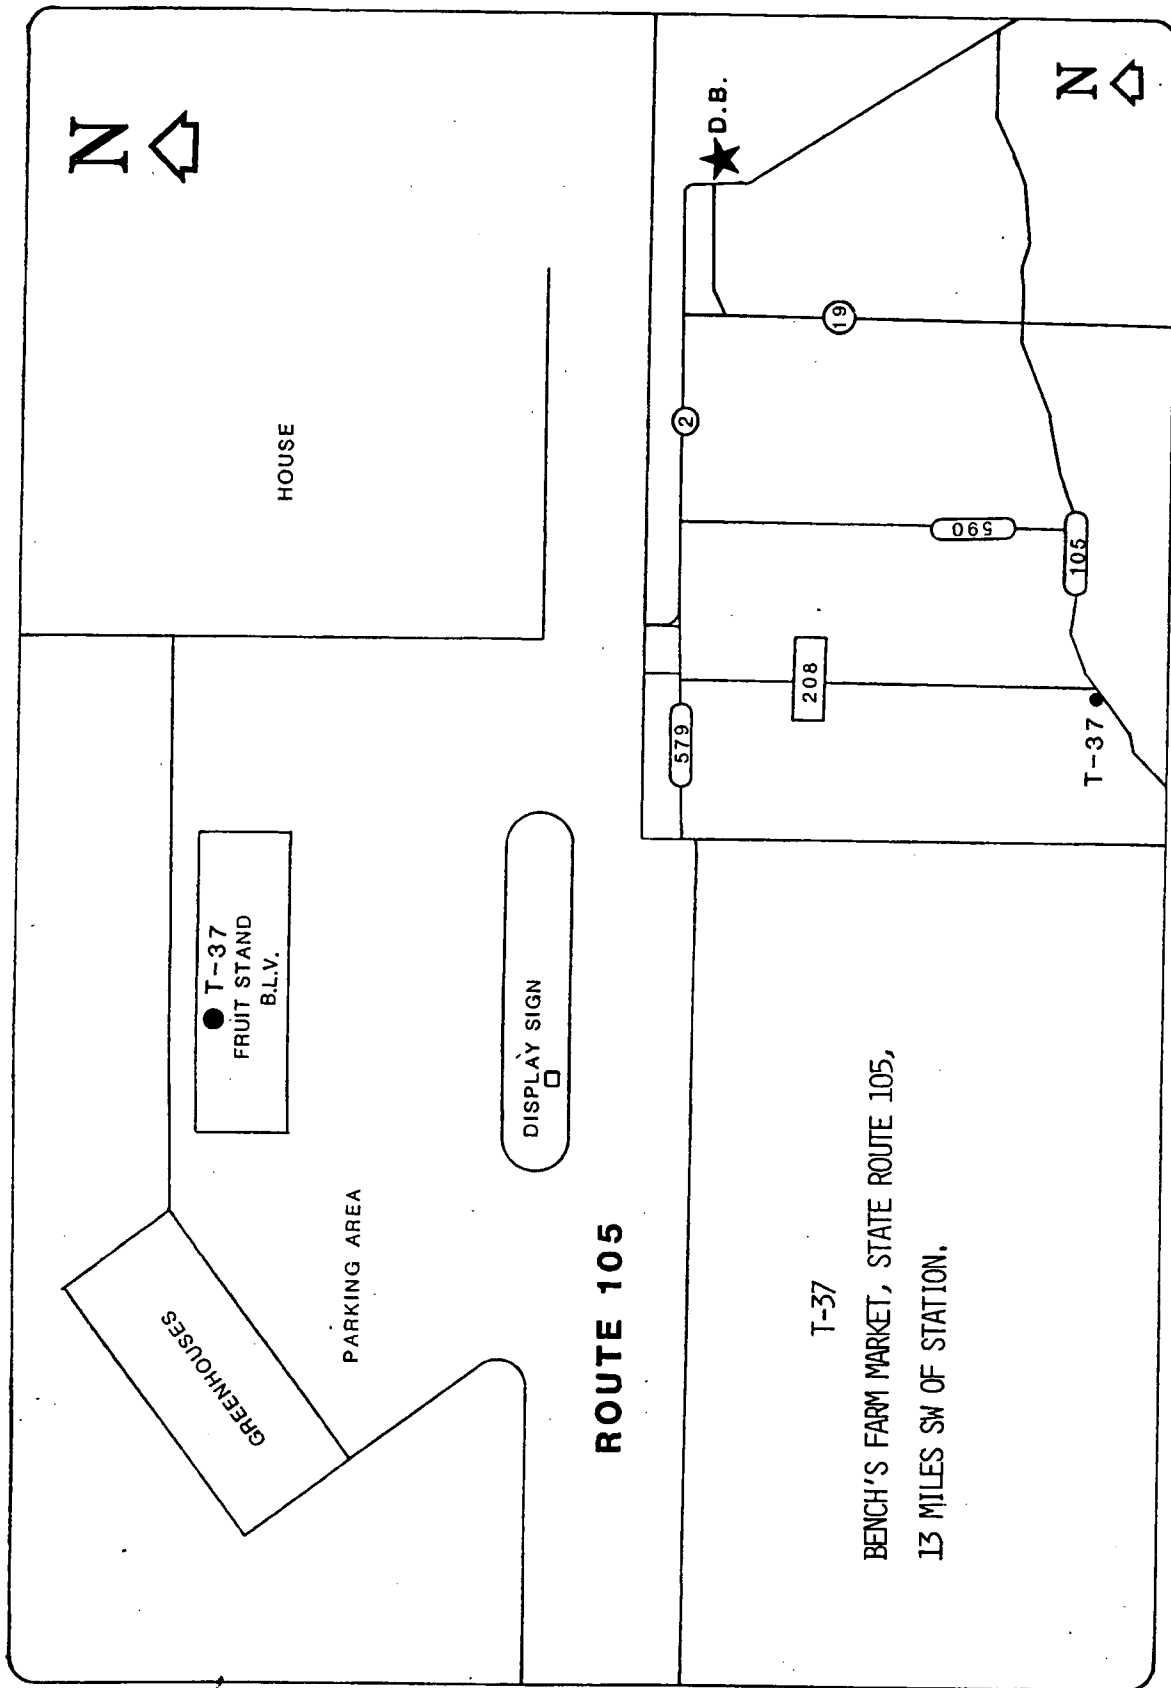 N
HOUSE
T-37
FRUIT STAND
B.L.V.
GREENHOUSES
PARKING AREA
DISPLAY SIGN
ROUTE 105
T-37
BENCH'S FARM MARKET, STATE ROUTE 105,
13 MILES SW OF STATION.
D.B.
2
19
579
208
590
105
T-37
N